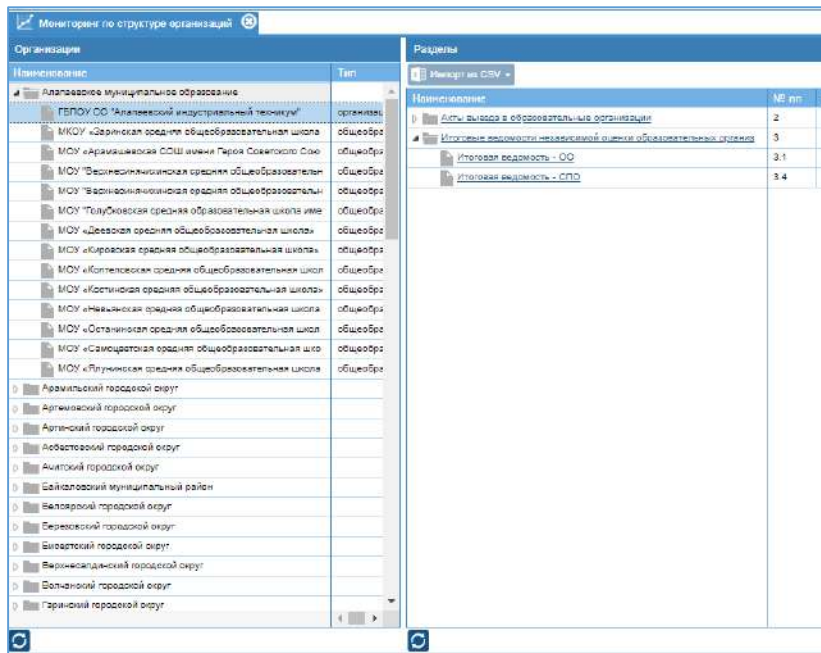 Мониторинг по структуре организаций
Организации
Наименование Тип
Алапаевское муниципальное образование
ГБПОУ СО "Алапаевский индустриальный техникум" организац
МКОУ «Заринская средняя общеобразовательная школа общеобра
МОУ «Арамашевская СОШ имени Героя Советского Сою общеобра
МОУ "Верхнесинячихинская средняя общеобразовательн общеобра
МОУ "Верхнесинячихинская средняя общеобразовательн общеобра
МОУ "Голубковская средняя образовательная школа име общеобра
МОУ «Деевская средняя общеобразовательная школа» общеобра
МОУ «Кировская средняя общеобразовательная школа» общеобра
МОУ «Коптеловская средняя общеобразовательная школ общеобра
МОУ «Костинская средняя общеобразовательная школа» общеобра
МОУ «Невьянская средняя общеобразовательная школа общеобра
МОУ «Останинская средняя общеобразовательная школ общеобра
МОУ «Самоцветская средняя общеобразовательная шко общеобра
МОУ «Ялунинская средняя общеобразовательная школа общеобра
Арамильский городской округ
Артемовский городской округ
Артинский городской округ
Асбестовский городской округ
Ачитский городской округ
Байкаловский муниципальный район
Белоярский городской округ
Березовский городской округ
Бисертский городской округ
Верхнесалдинский городской округ
Волчанский городской округ
Гаринский городской округ
Разделы
Импорт из CSV
Наименование № пп
Акты выезда в образовательные организации 2
Итоговые ведомости независимой оценки образовательных организ 3
Итоговая ведомость - ОО 3.1
Итоговая ведомость - СПО 3.4